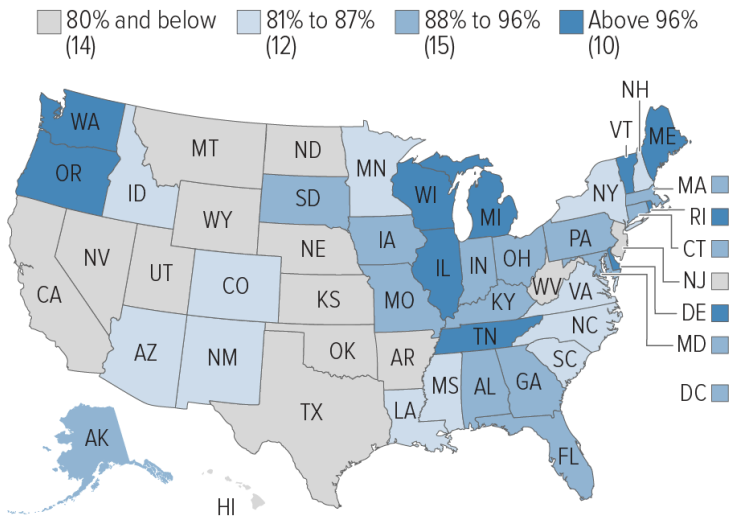 80% and below
(14)
81% to 87%
(12)
88% to 96%
(15)
Above 96%
(10)
NH
VT
ME
WA
MT
ND
MN
OR
ID
SD
WI
MI
NY
MA
WY
RI
IA
PA
CT
NE
NV
UT
CO
IL
IN
OH
NJ
CA
KS
MO
KY
WV
VA
DE
MD
TN
NC
AZ
NM
OK
AR
SC
MS
AL
GA
DC
TX
LA
AK
FL
HI